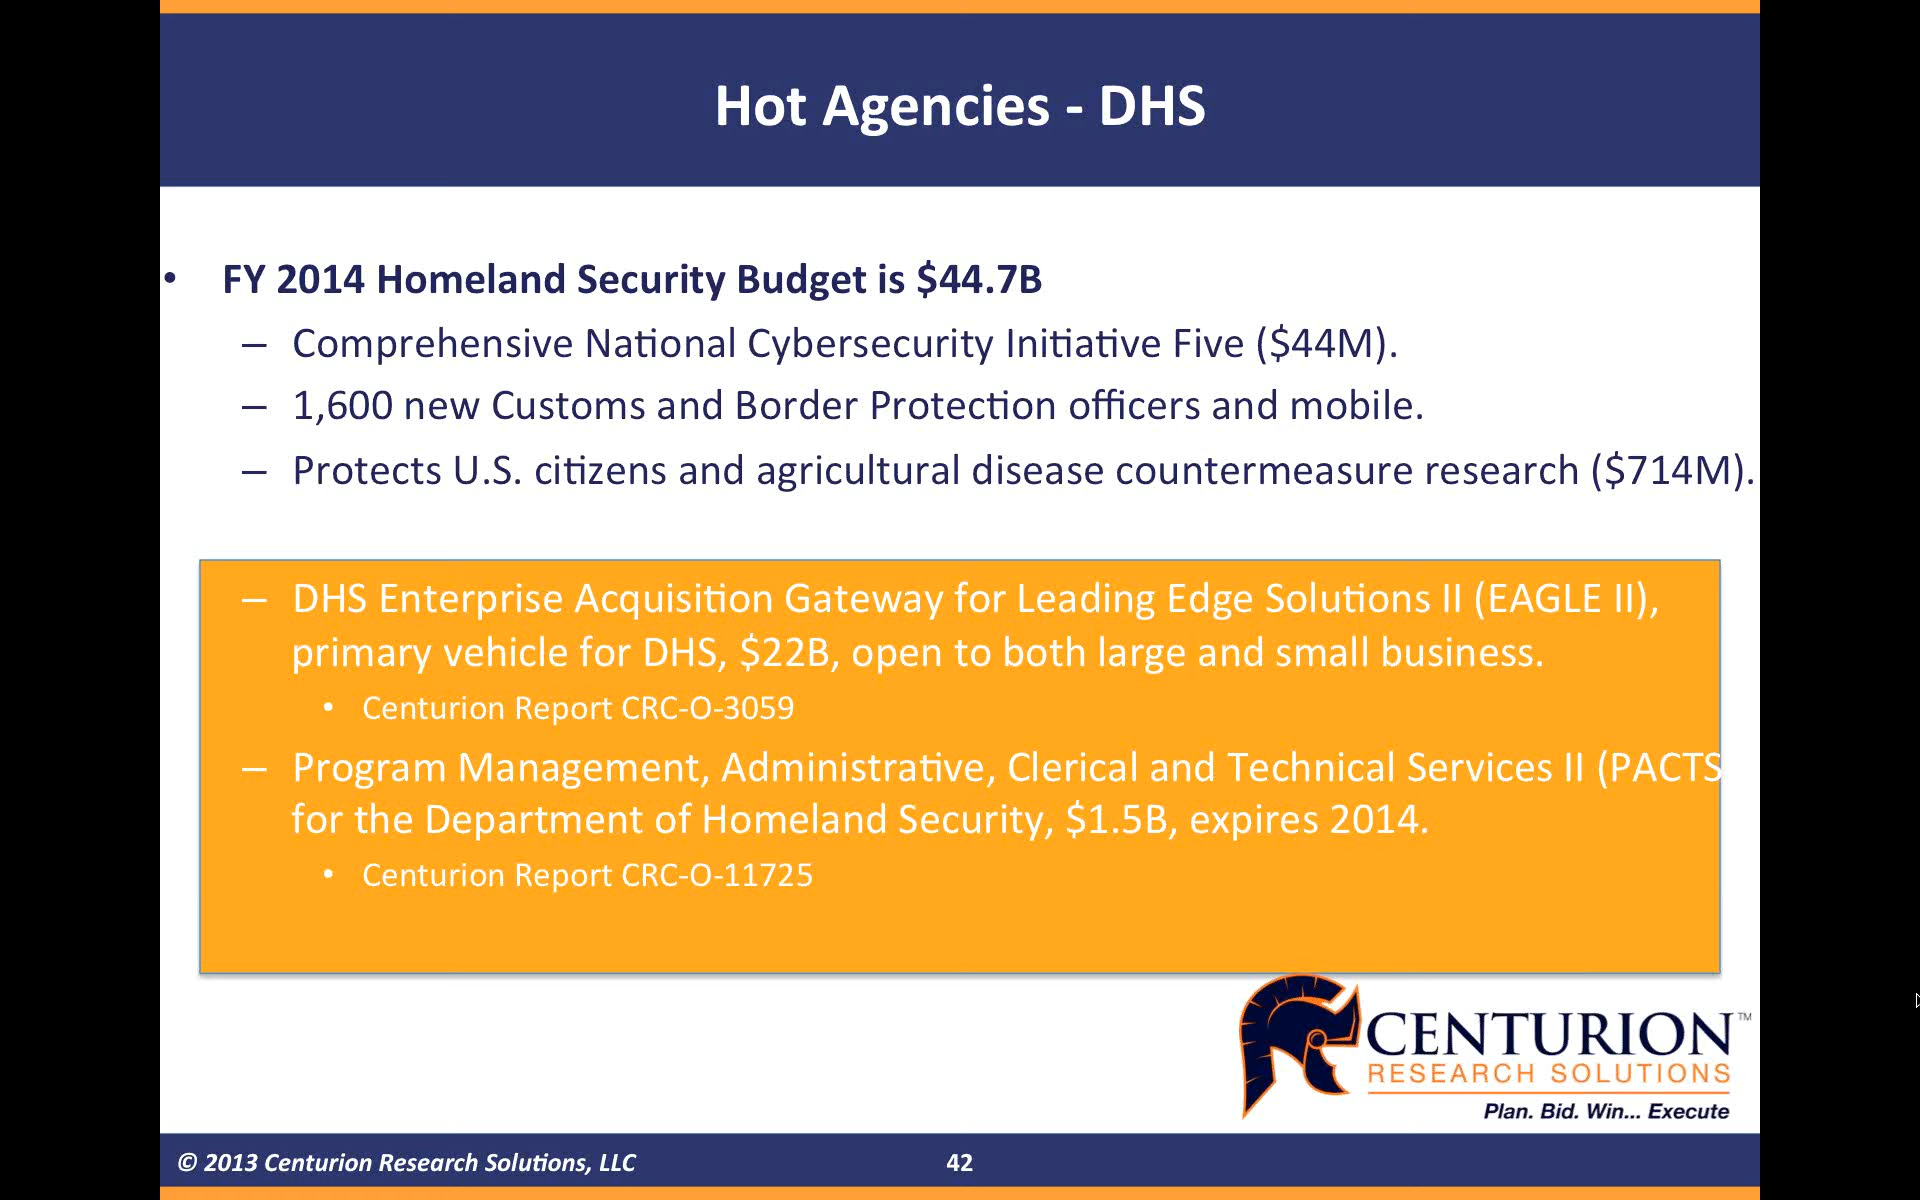 Hot Agencies - DHS
• FY 2014 Homeland Security Budget is $44.7B
– Comprehensive National Cybersecurity Initiative Five ($44M).
– 1,600 new Customs and Border Protection officers and mobile.
– Protects U.S. citizens and agricultural disease countermeasure research ($714M).
– DHS Enterprise Acquisition Gateway for Leading Edge Solutions II (EAGLE II),
primary vehicle for DHS, $22B, open to both large and small business.
• Centurion Report CRC-O-3059
– Program Management, Administrative, Clerical and Technical Services II (PACTS
for the Department of Homeland Security, $1.5B, expires 2014.
• Centurion Report CRC-O-11725
CENTURION™
RESEARCH SOLUTIONS
Plan. Bid. Win... Execute
© 2013 Centurion Research Solutions, LLC
42